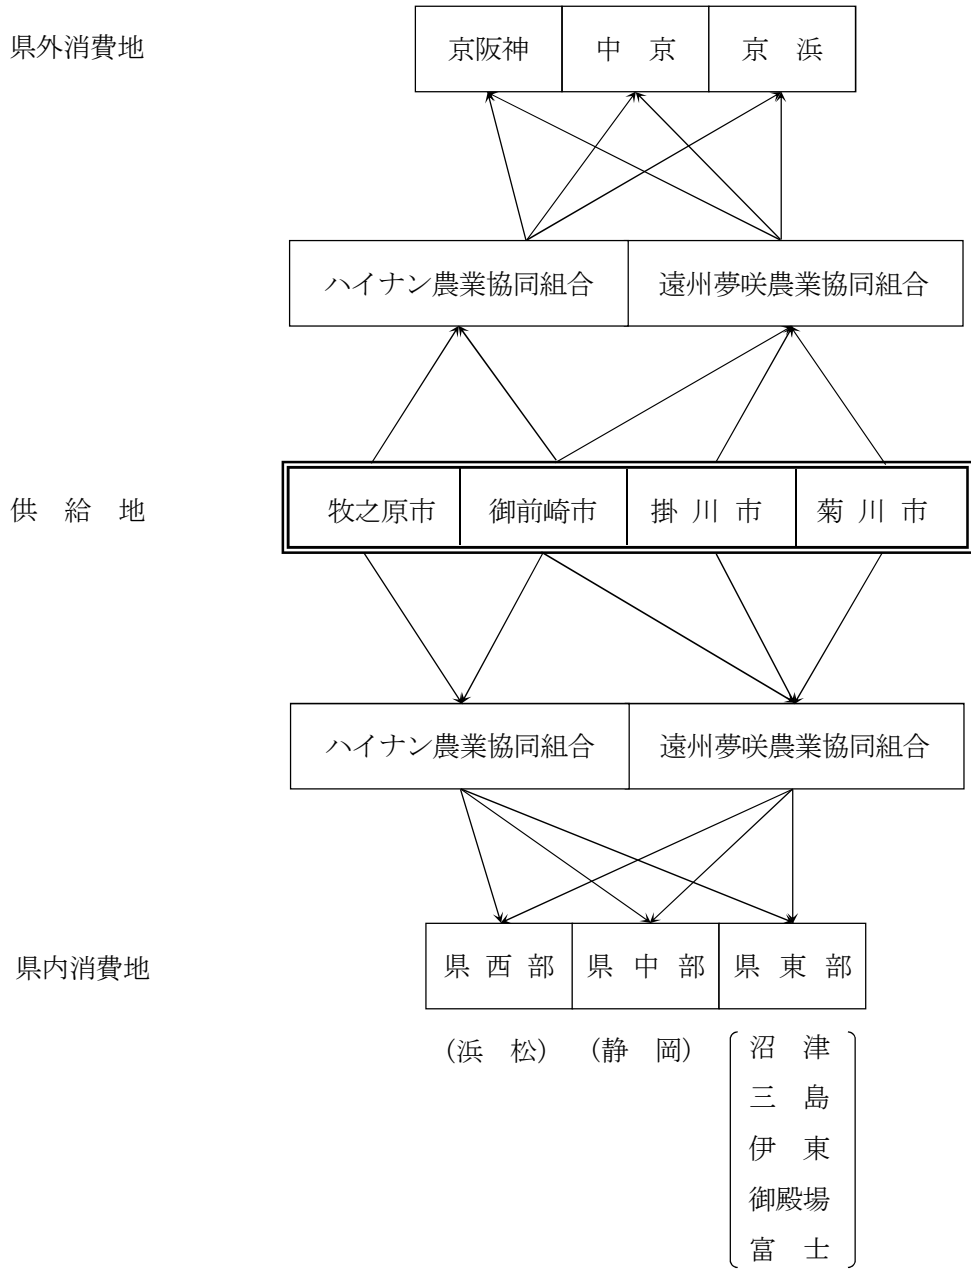 県外消費地
京阪神 中京 京浜
ハイナン農業協同組合 遠州夢咲農業協同組合
供給地
牧之原市 御前崎市 掛川市 菊川市
ハイナン農業協同組合 遠州夢咲農業協同組合
県内消費地
県西部 県中部 県東部
(浜松) (静岡)
沼津
三島
伊東
御殿場
富士